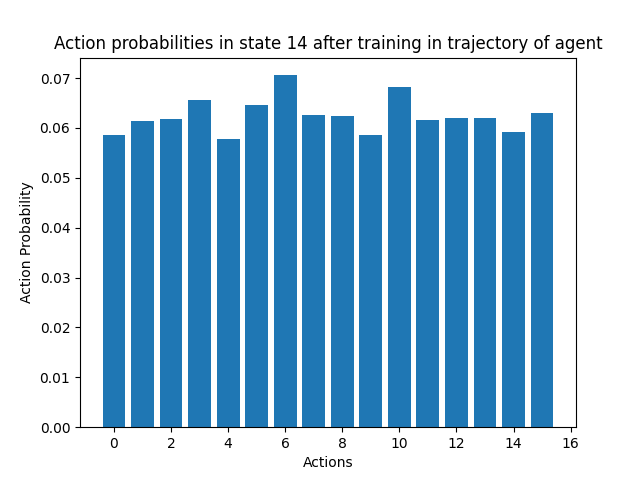 Action probabilities in state 14 after training in trajectory of agent
0.07
0.06
0.05
0.04
0.03
0.02
0.01
0.00
Action Probability
0 2 4 6 8 10 12 14 16
Actions